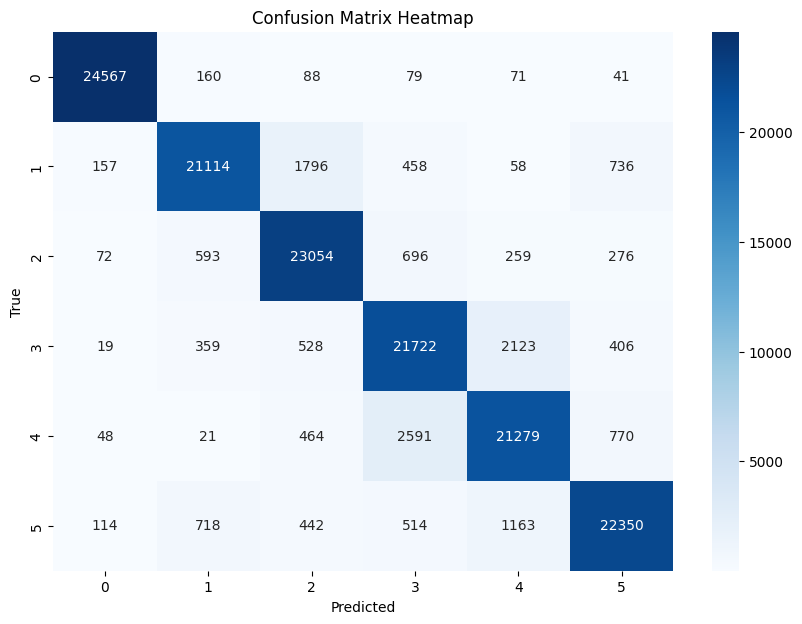 Confusion Matrix Heatmap
0 24567 160 88 79 71 41
1 157 21114 1796 458 58 736
2 72 593 23054 696 259 276
3 19 359 528 21722 2123 406
4 48 21 464 2591 21279 770
5 114 718 442 514 1163 22350
0 1 2 3 4 5
Predicted
True
20000
15000
10000
5000